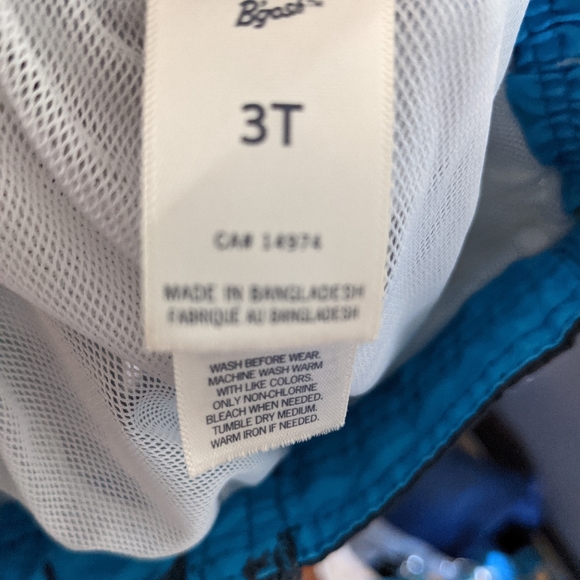 B'gosh
3T
CA# 14974
MADE IN BANGLADESH
FABRIQUÉ AU BANGLADESH
WASH BEFORE WEAR.
MACHINE WASH WARM
WITH LIKE COLORS.
ONLY NON-CHLORINE
BLEACH WHEN NEEDED.
TUMBLE DRY MEDIUM.
WARM IRON IF NEEDED.